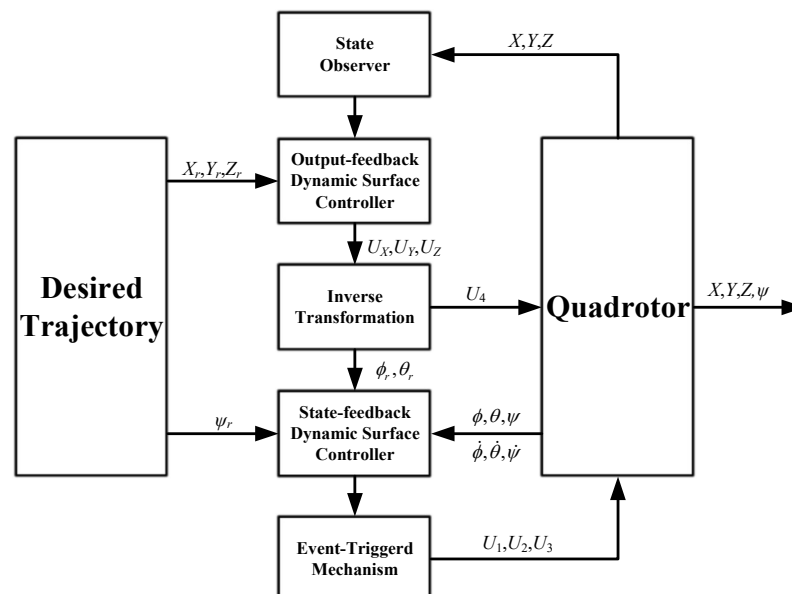 State
Observer
X,Y,Z
Output-feedback
Dynamic Surface
Controller
X_r,Y_r,Z_r
U_X,U_Y,U_Z
Desired
Trajectory
Inverse
Transformation
U_4
Quadrotor
X,Y,Z,ψ
ϕ_r,θ_r
State-feedback
Dynamic Surface
Controller
ψ_r
ϕ,θ,ψ
ϕ̇,θ̇,ψ̇
Event-Triggerd
Mechanism
U_1,U_2,U_3